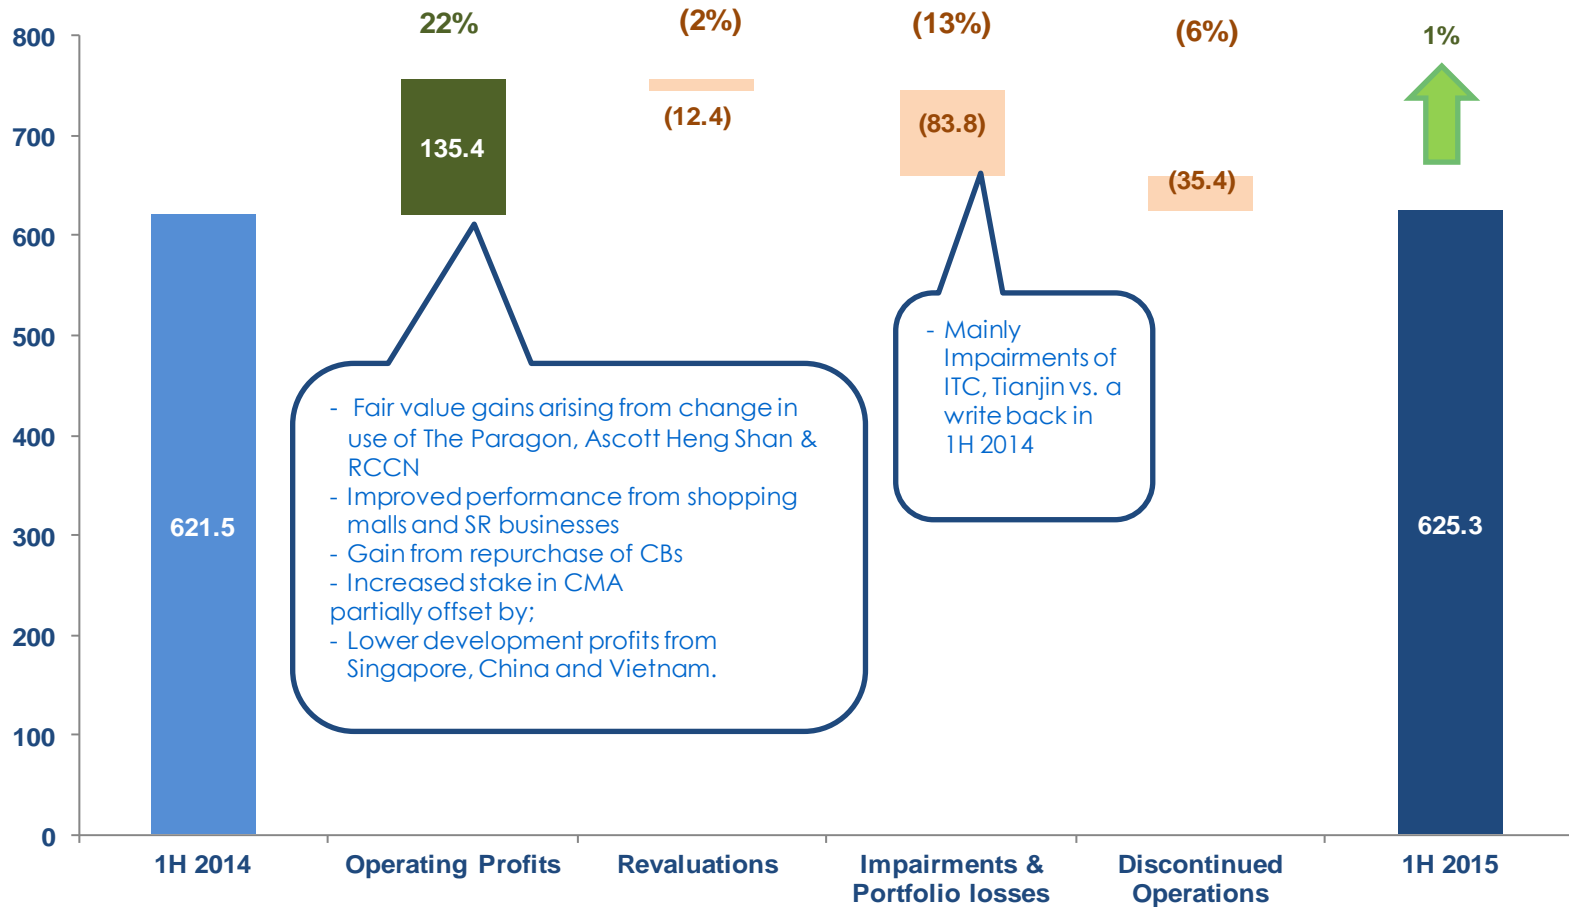 22%
(2%)
(13%)
(6%)
1%
800
700
600
500
400
300
200
100
0
621.5
135.4
(12.4)
(83.8)
(35.4)
625.3
- Fair value gains arising from change in
use of The Paragon, Ascott Heng Shan &
RCCN
- Improved performance from shopping
malls and SR businesses
- Gain from repurchase of CBs
- Increased stake in CMA
partially offset by;
- Lower development profits from
Singapore, China and Vietnam.
- Mainly
Impairments of
ITC, Tianjin vs. a
write back in
1H 2014
1H 2014
Operating Profits
Revaluations
Impairments &
Portfolio losses
Discontinued
Operations
1H 2015